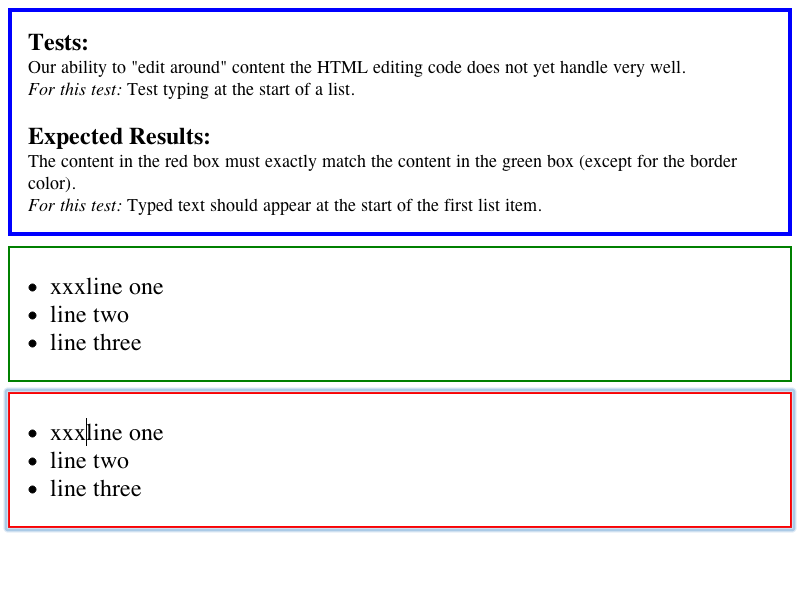 Tests:
Our ability to "edit around" content the HTML editing code does not yet handle very well.
For this test: Test typing at the start of a list.
Expected Results:
The content in the red box must exactly match the content in the green box (except for the border
color).
For this test: Typed text should appear at the start of the first list item.
• xxxline one
• line two
• line three
• xxxline one
• line two
• line three